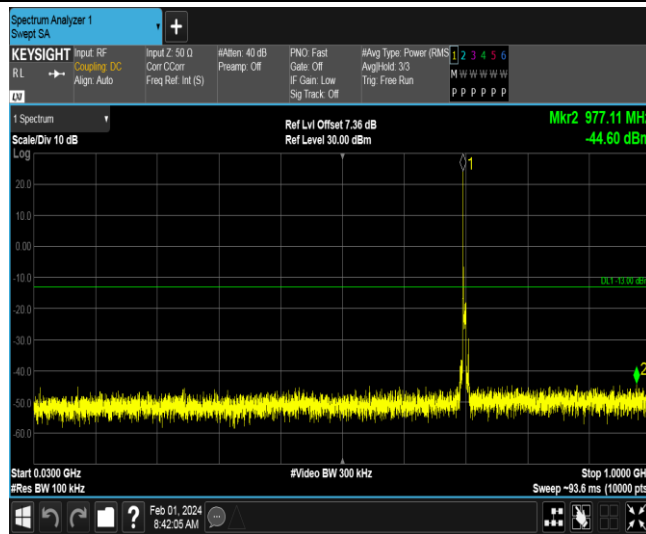 Spectrum Analyzer 1
Swept SA
KEYSIGHT
RL
LXI
Input: RF
Coupling: DC
Align: Auto
Input Z: 50 Ω
Corr CCorr
Freq Ref: Int (S)
#Atten: 40 dB
Preamp: Off
PNO: Fast
Gate: Off
IF Gain: Low
Sig Track: Off
#Avg Type: Power (RMS
Avg|Hold: 3/3
Trig: Free Run
1 2 3 4 5 6
M W W W W W
P P P P P P
1 Spectrum
Scale/Div 10 dB
Log
Ref Lvl Offset 7.36 dB
Ref Level 30.00 dBm
Mkr2 977.11 MHz
-44.60 dBm
1
20.0
10.0
0.00
-10.0
DL1 -13.00 dBm
-20.0
-30.0
-40.0
2
-50.0
-60.0
Start 0.0300 GHz
#Res BW 100 kHz
#Video BW 300 kHz
Stop 1.0000 GH
Sweep ~93.6 ms (10000 pts
?
Feb 01, 2024
8:42:05 AM